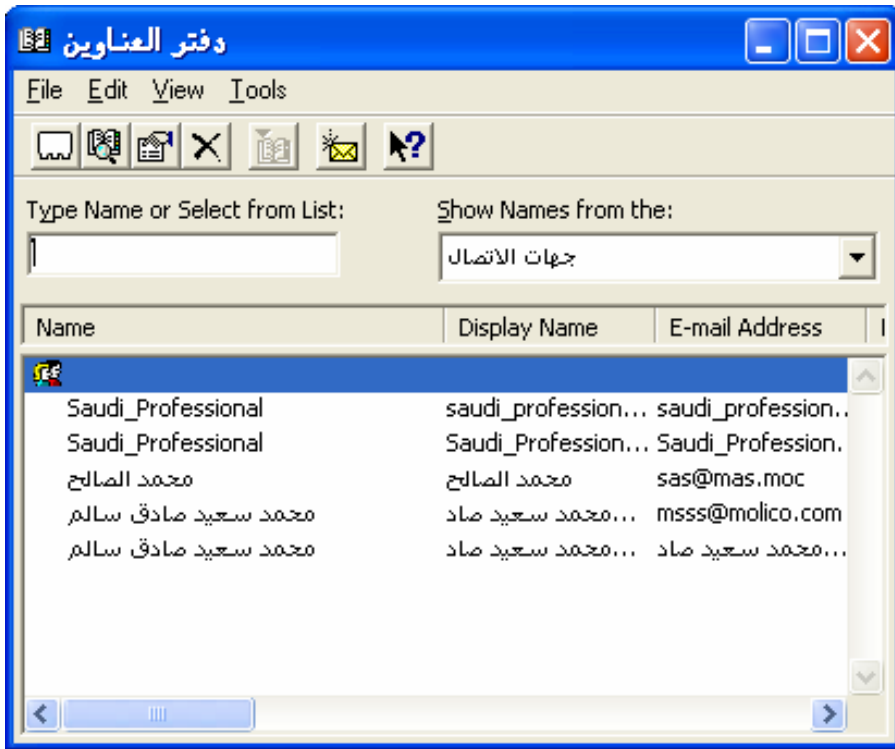 دفتر العناوين
File Edit View Tools
Type Name or Select from List: Show Names from the:
جهات الاتصال
Name Display Name E-mail Address
Saudi_Professional saudi_profession... saudi_profession..
Saudi_Professional Saudi_Profession... Saudi_Profession.
محمد الصالح محمد الصالح sas@mas.moc
محمد سعيد صادق سالم محمد سعيد صاد... msss@molico.com
محمد سعيد صادق سالم محمد سعيد صاد... محمد سعيد صاد...